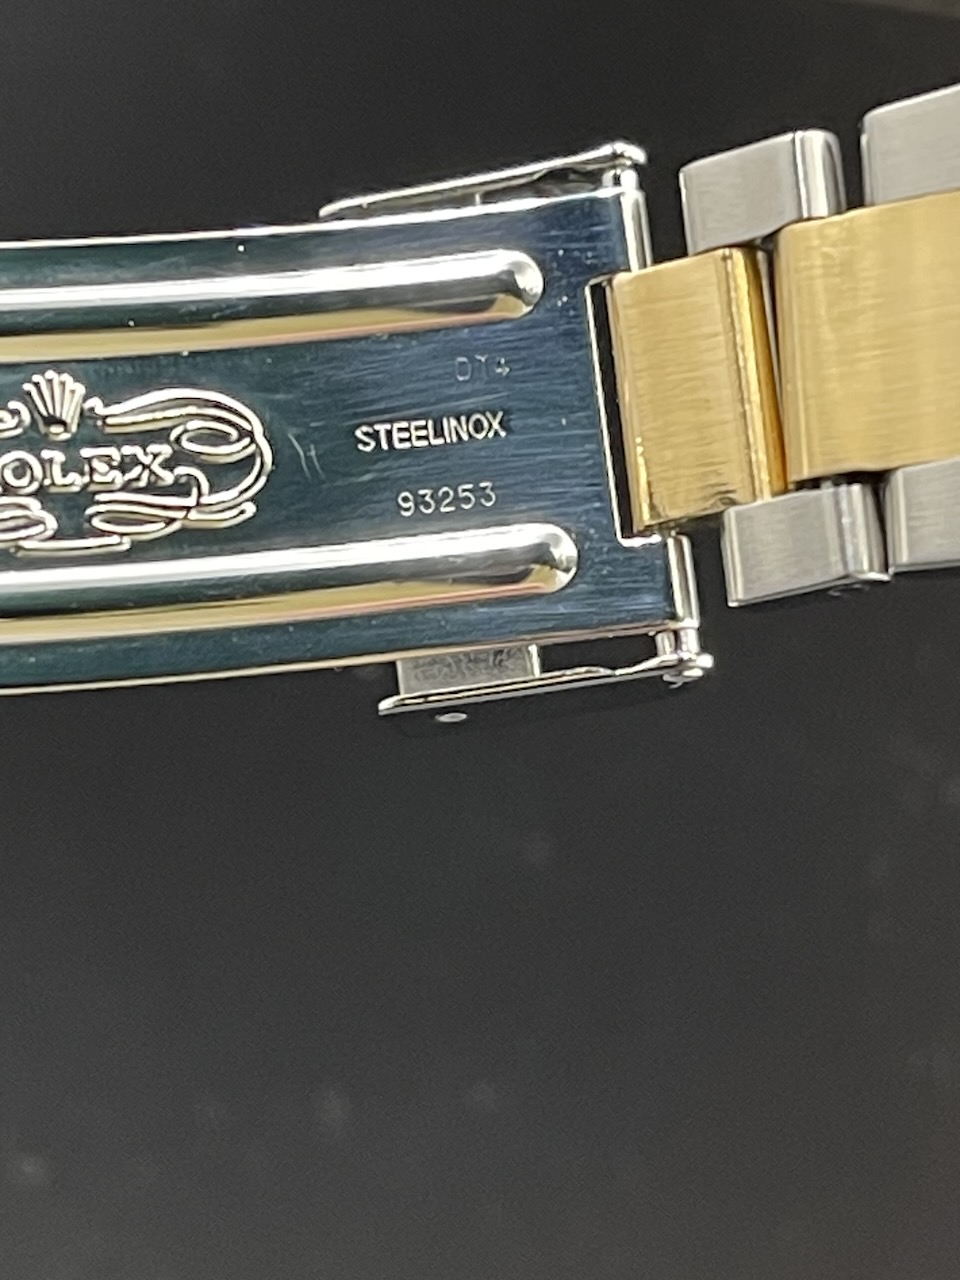 DT4
STEELINOX
93253
OLEX